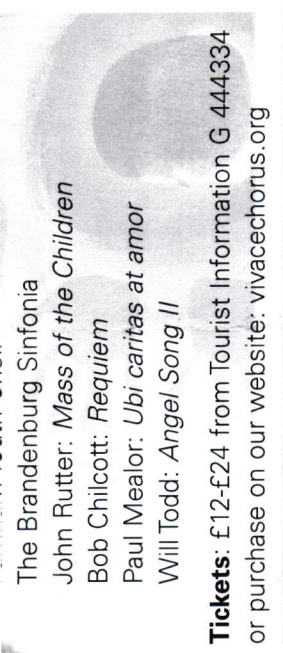 The Brandenburg Sinfonia
John Rutter: Mass of the Children
Bob Chilcott: Requiem
Paul Mealor: Ubi caritas at amor
Will Todd: Angel Song II
Tickets: £12-£24 from Tourist Information G 444334
or purchase on our website: vivacechorus.org